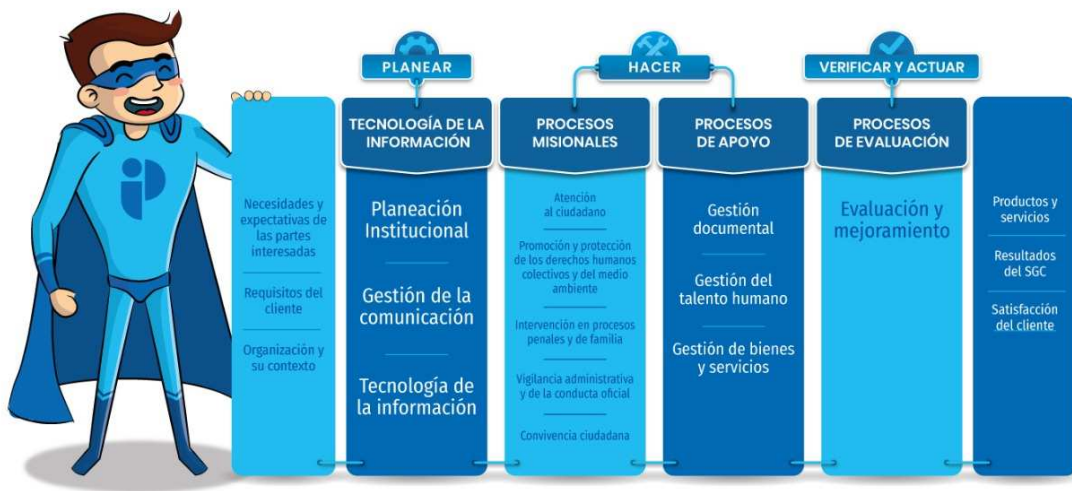 PLANEAR
HACER
VERIFICAR Y ACTUAR
Necesidades y
expectativas de
las partes
interesadas
Requisitos del
cliente
Organización y
su contexto
TECNOLOGÍA DE LA
INFORMACIÓN
Planeación
Institucional
Gestión de la
comunicación
Tecnología de
la información
PROCESOS
MISIONALES
Atención
al ciudadano
Promoción y protección
de los derechos humanos
colectivos y del medio
ambiente
Intervención en procesos
penales y de familia
Vigilancia administrativa
y de la conducta oficial
Convivencia ciudadana
PROCESOS
DE APOYO
Gestión
documental
Gestión del
talento humano
Gestión de bienes
y servicios
PROCESOS
DE EVALUACIÓN
Evaluación y
mejoramiento
Productos y
servicios
Resultados
del SGC
Satisfacción
del cliente